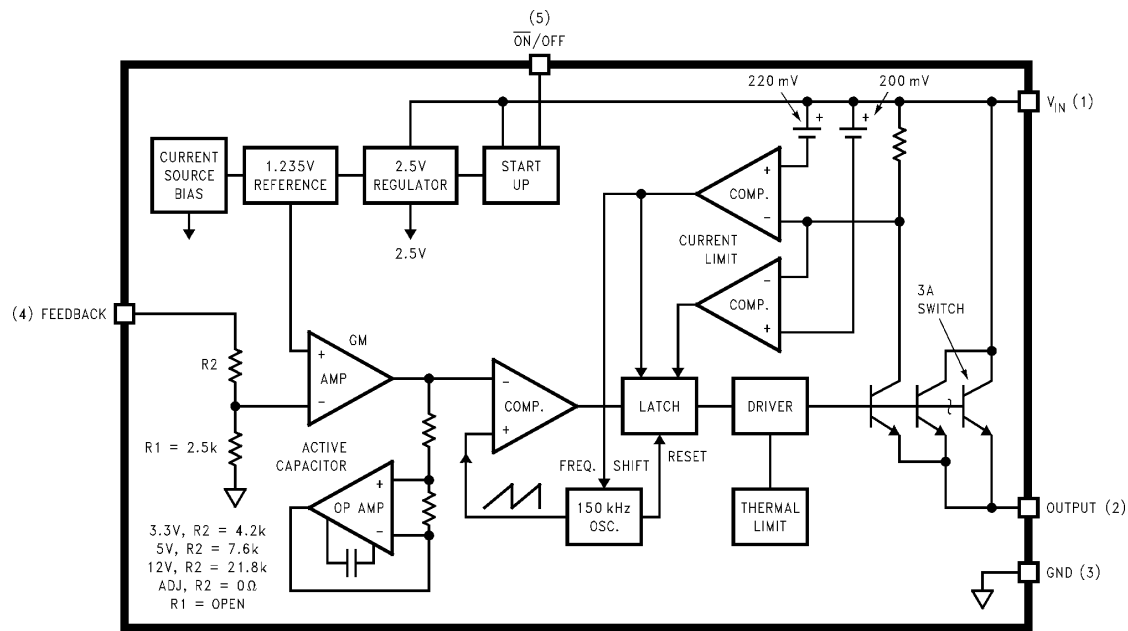 (5)
ON/OFF
220 mV
200 mV
VIN (1)
CURRENT
SOURCE
BIAS
1.235V
REFERENCE
2.5V
REGULATOR
START
UP
+
+
+
COMP.
–
2.5V
CURRENT
LIMIT
–
COMP.
+
3A
SWITCH
(4) FEEDBACK
GM
R2
+
AMP
–
–
COMP.
+
LATCH
DRIVER
R1 = 2.5k
ACTIVE
CAPACITOR
FREQ. SHIFT
RESET
+
OP AMP
–
150 kHz
OSC.
THERMAL
LIMIT
OUTPUT (2)
3.3V, R2 = 4.2k
5V, R2 = 7.6k
12V, R2 = 21.8k
ADJ, R2 = 0Ω
R1 = OPEN
GND (3)